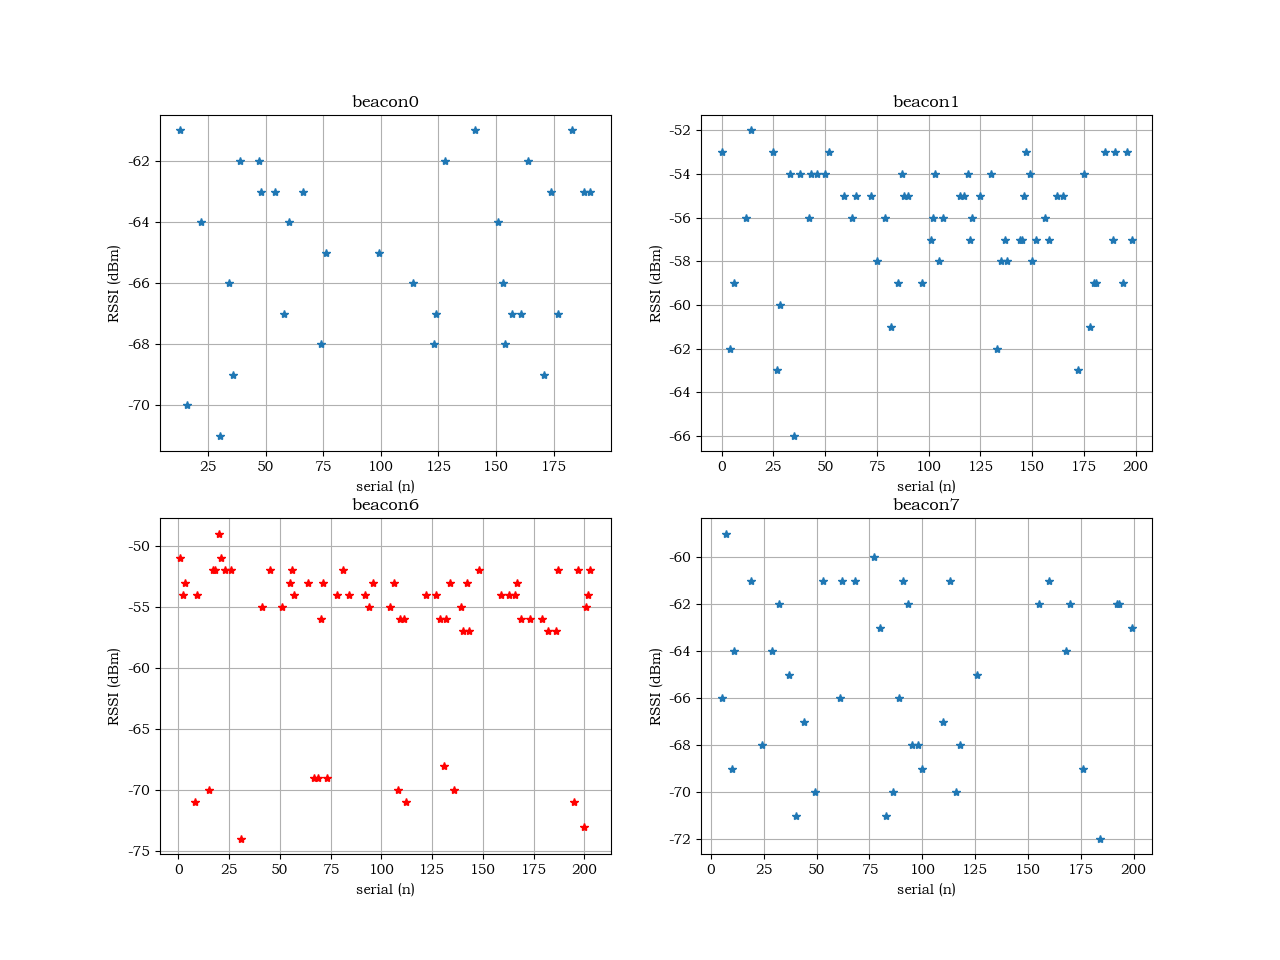 beacon0
RSSI (dBm)
-62
-64
-66
-68
-70
25 50 75 100 125 150 175
serial (n)
beacon1
RSSI (dBm)
-52
-54
-56
-58
-60
-62
-64
-66
0 25 50 75 100 125 150 175 200
serial (n)
beacon6
RSSI (dBm)
-50
-55
-60
-65
-70
-75
0 25 50 75 100 125 150 175 200
serial (n)
beacon7
RSSI (dBm)
-60
-62
-64
-66
-68
-70
-72
0 25 50 75 100 125 150 175 200
serial (n)